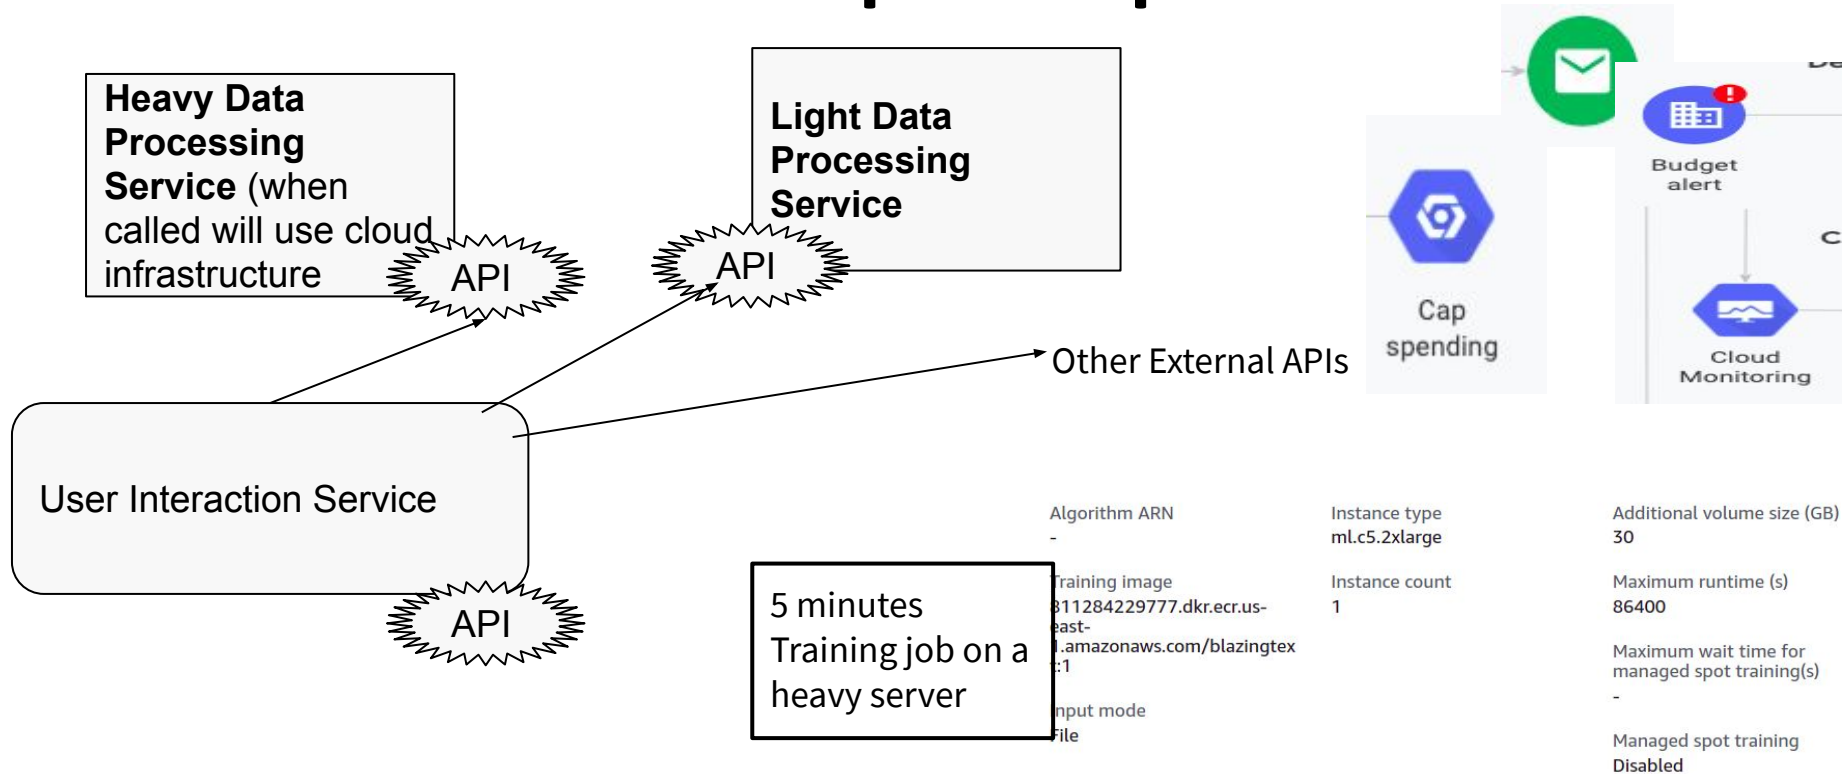 Heavy Data
Processing
Service (when
called will use cloud
infrastructure
API
Light Data
Processing
Service
API
Other External APIs
User Interaction Service
API
Cap
spending
Budget
alert
Cloud
Monitoring
5 minutes
Training job on a
heavy server
Algorithm ARN
-
Training image
811284229777.dkr.ecr.us-
east-
1.amazonaws.com/blazingtex
t:1
Input mode
File
Instance type
ml.c5.2xlarge
Instance count
1
Additional volume size (GB)
30
Maximum runtime (s)
86400
Maximum wait time for
managed spot training(s)
-
Managed spot training
Disabled